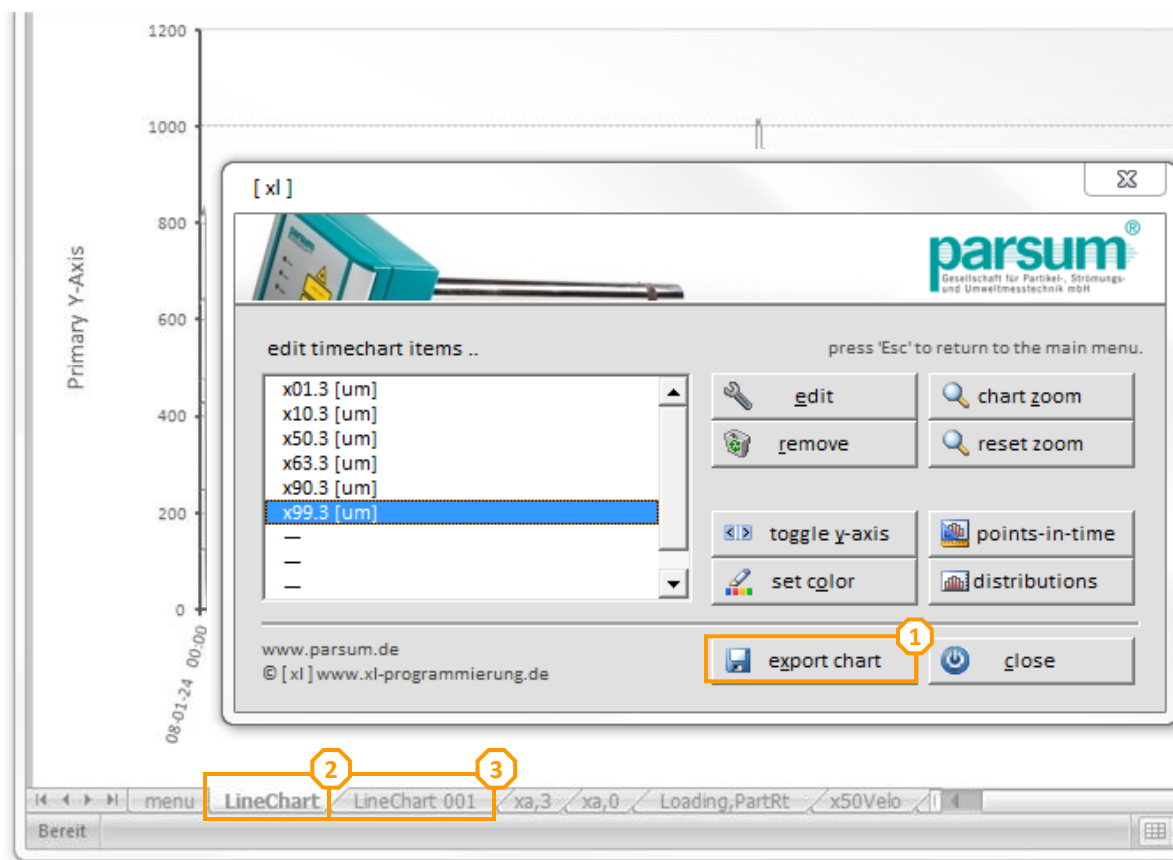 1200
1000
800
600
400
200
0
Primary Y-Axis
08-01-24 00:00
[ xl ]
parsum®
Gesellschaft für Partikel-, Strömungs-
und Umweltmesstechnik mbH
edit timechart items ..
press 'Esc' to return to the main menu.
x01.3 [um]
x10.3 [um]
x50.3 [um]
x63.3 [um]
x90.3 [um]
x99.3 [um]
—
—
—
edit
chart zoom
remove
reset zoom
toggle y-axis
points-in-time
set color
distributions
www.parsum.de
© [ xl ] www.xl-programmierung.de
export chart
1
close
2
3
menu LineChart LineChart 001 xa,3 xa,0 Loading,PartRt x50Velo
Bereit